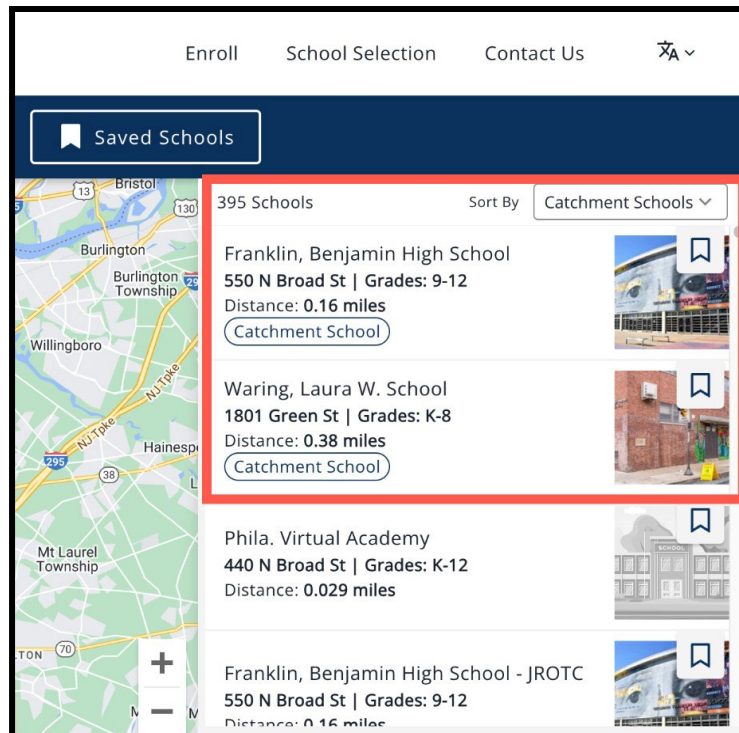 Enroll School Selection Contact Us
Saved Schools
13
Bristol
130
Burlington
Burlington Township
Willingboro
NJ Tpke
NJ-Tpke
295
38
Mt Laurel Township
70
+
−
395 Schools Sort By Catchment Schools
Franklin, Benjamin High School
550 N Broad St | Grades: 9-12
Distance: 0.16 miles
Catchment School
Waring, Laura W. School
1801 Green St | Grades: K-8
Distance: 0.38 miles
Catchment School
Phila. Virtual Academy
440 N Broad St | Grades: K-12
Distance: 0.029 miles
SCHOOL
Franklin, Benjamin High School - JROTC
550 N Broad St | Grades: 9-12
Distance: 0.16 miles